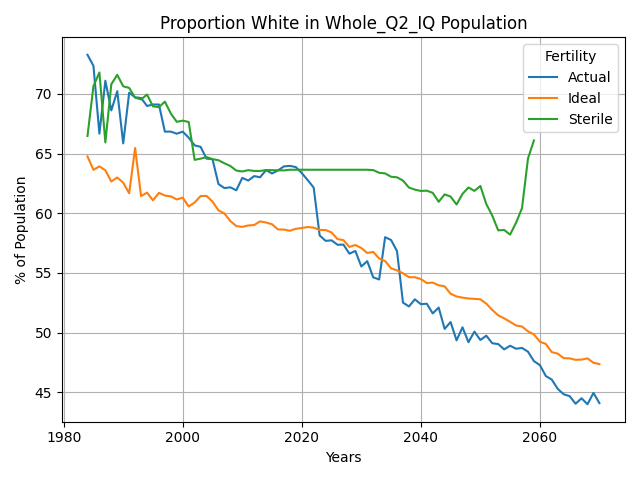 Proportion White in Whole_Q2_IQ Population
Fertility
Actual
Ideal
Sterile
% of Population
70
65
60
55
50
45
1980
2000
2020
2040
2060
Years